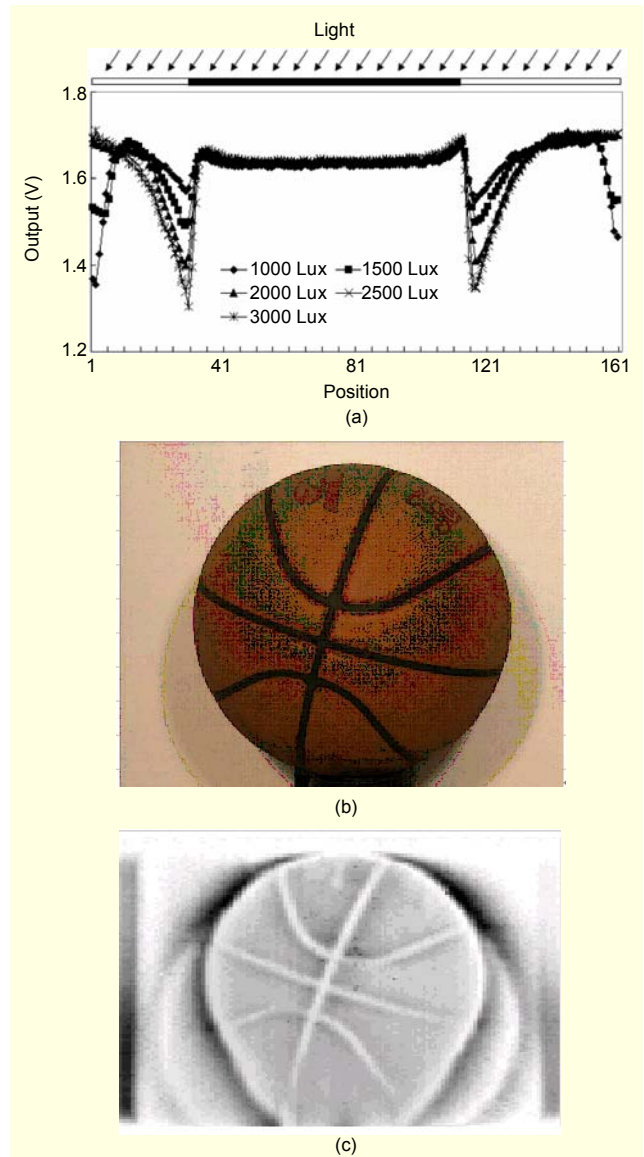 Light
1.8
1.6
1.4
1.2
Output (V)
1000 Lux 1500 Lux
2000 Lux 2500 Lux
3000 Lux
1 41 81 121 161
Position
(a)
(b)
(c)